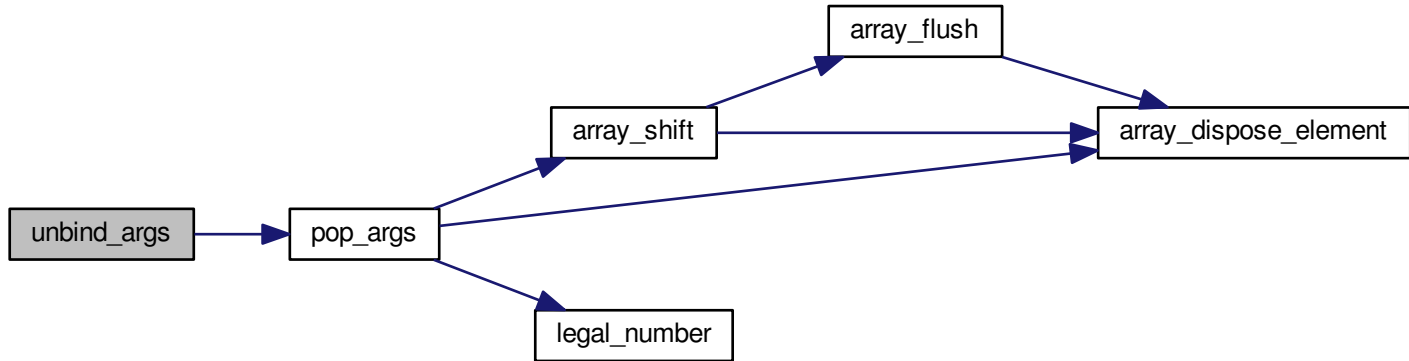 array_flush
array_shift
array_dispose_element
unbind_args
pop_args
legal_number